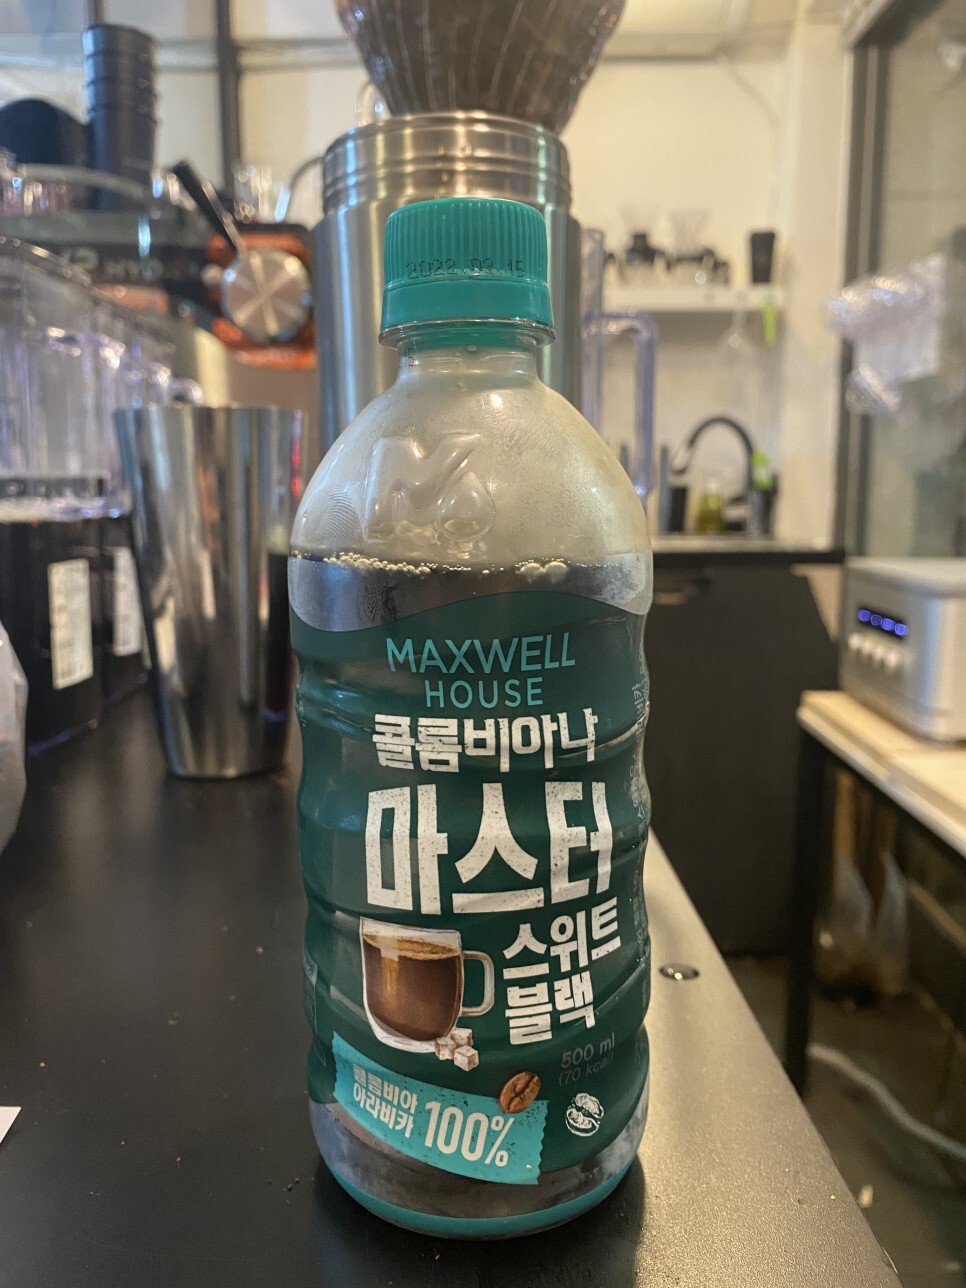 2022.03.15
MAXWELL
HOUSE
콜롬비아나
마스터
스위트
블랙
500 ml
(70 kcal)
콜롬비아
아라비카 100%